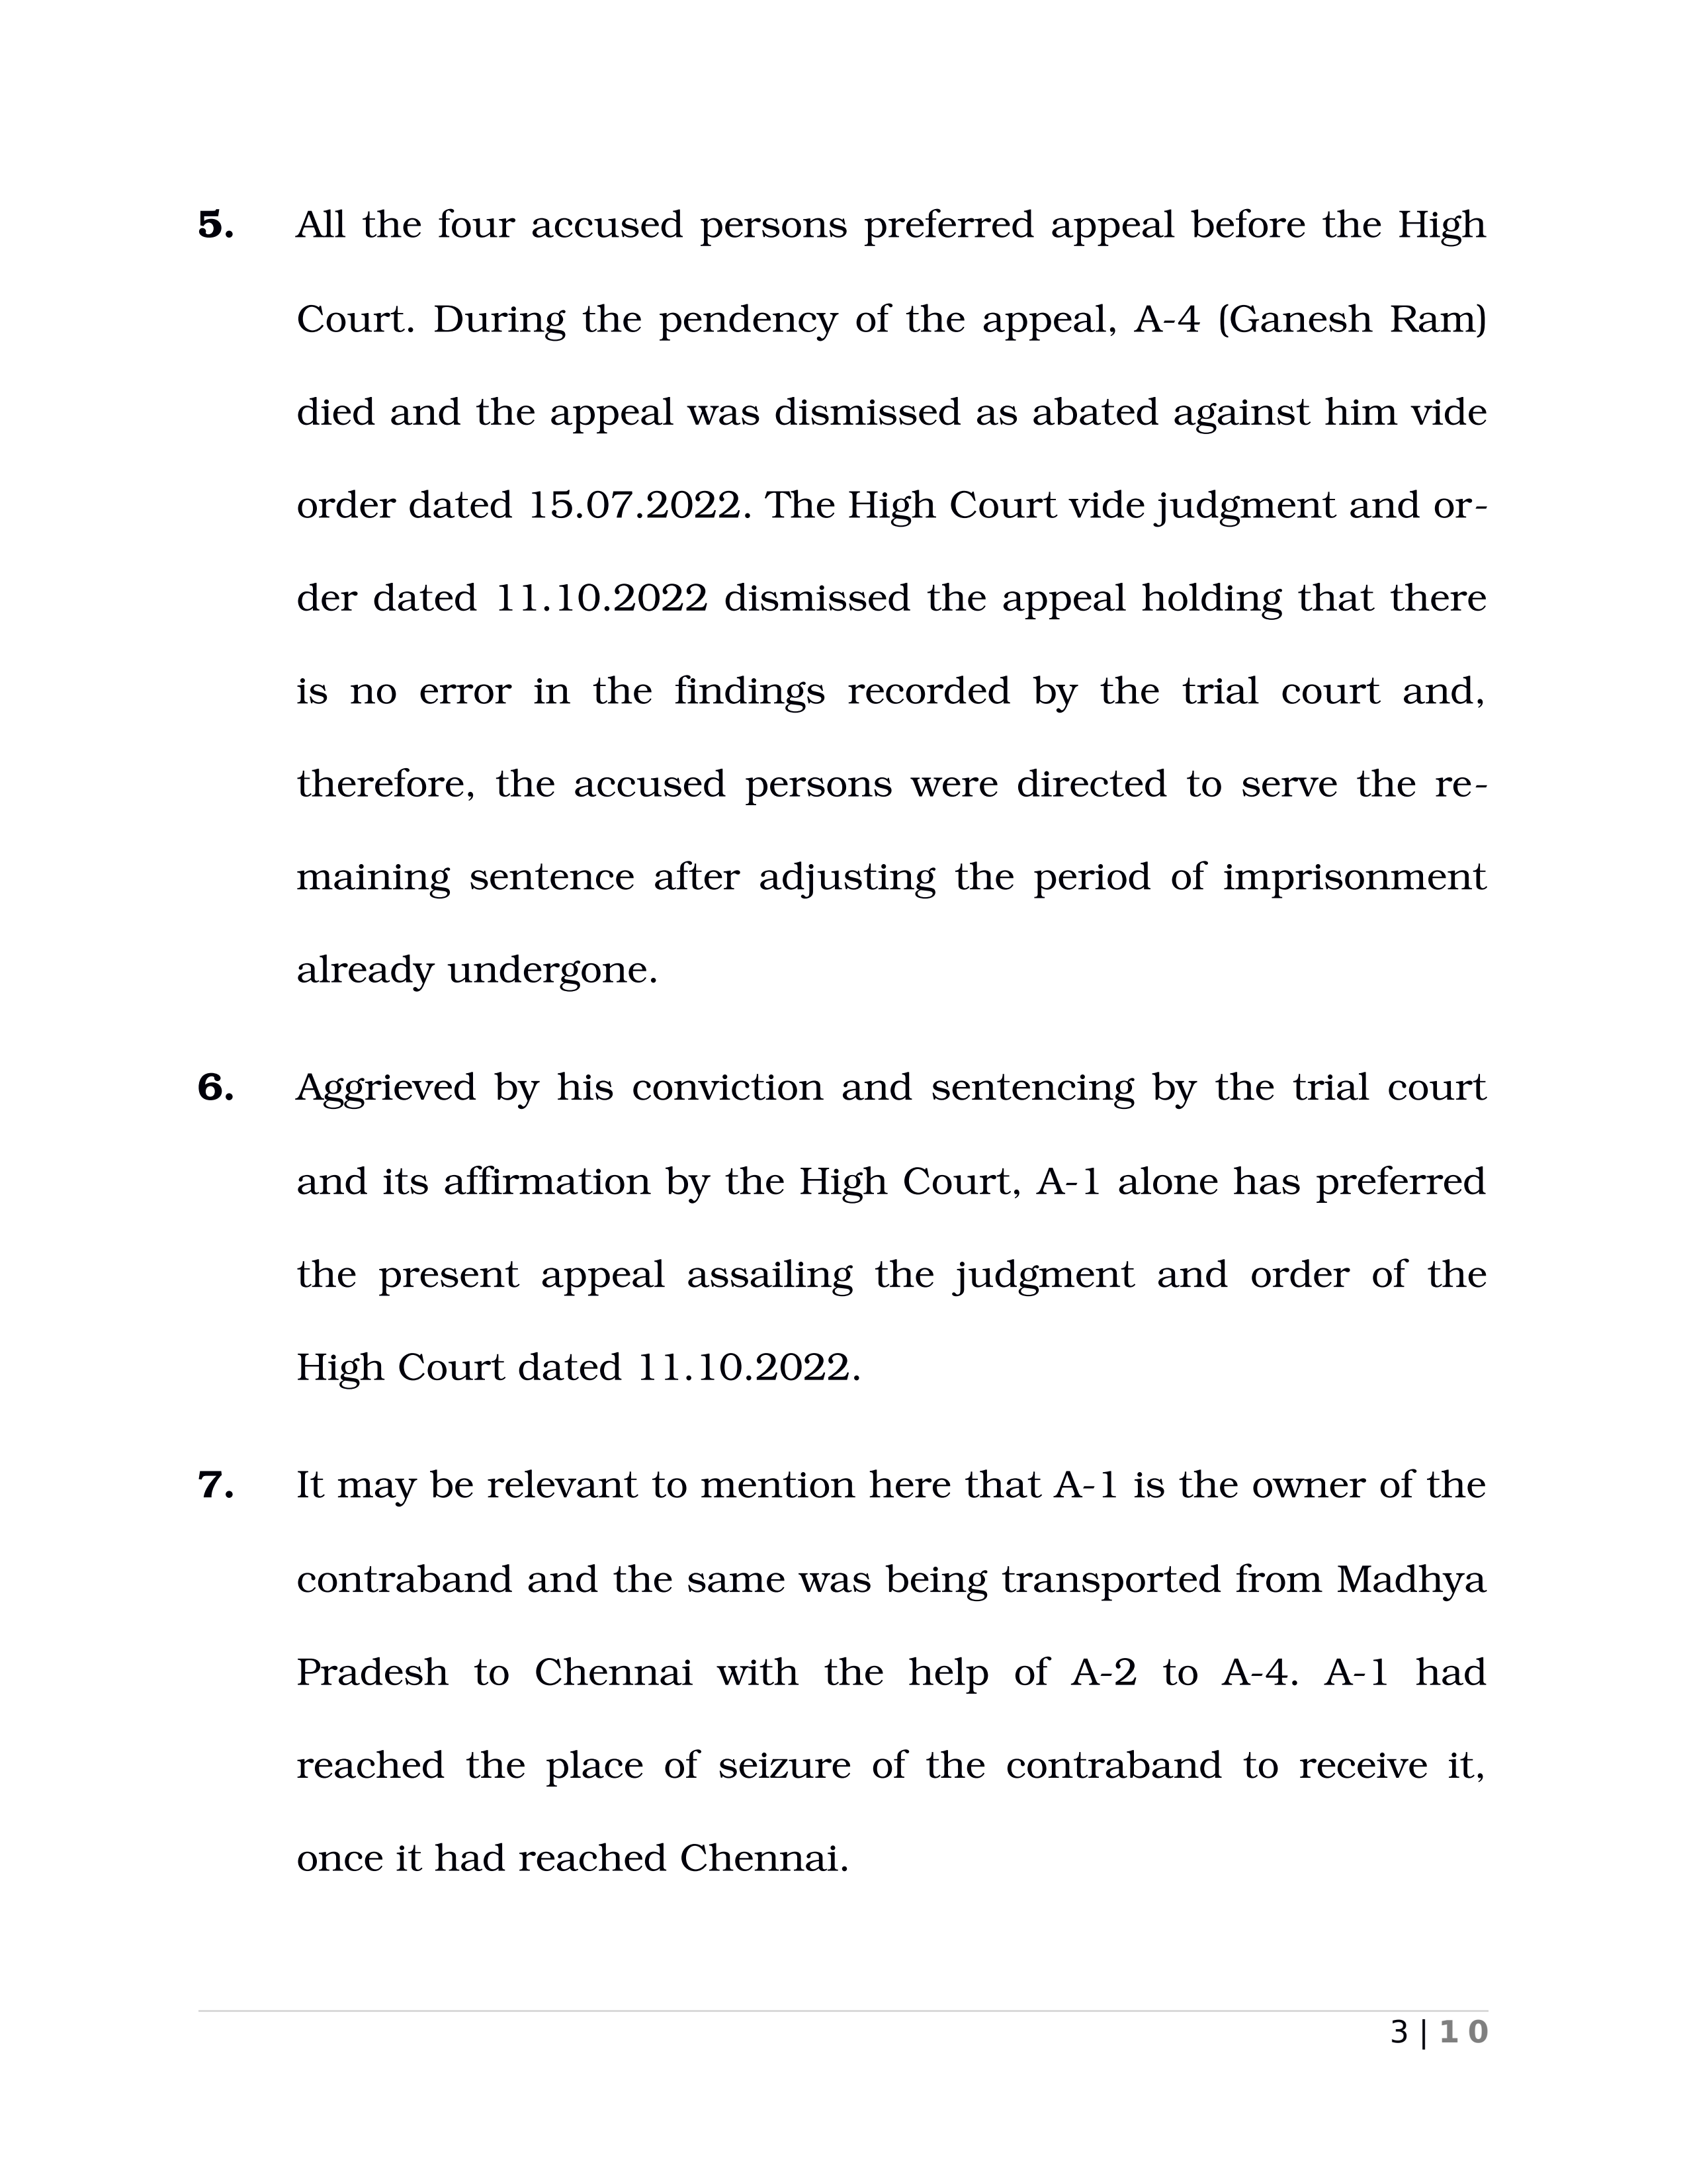 5. All the four accused persons preferred appeal before the High
Court. During the pendency of the appeal, A-4 (Ganesh Ram)
died and the appeal was dismissed as abated against him vide
order dated 15.07.2022. The High Court vide judgment and or-
der dated 11.10.2022 dismissed the appeal holding that there
is no error in the findings recorded by the trial court and,
therefore, the accused persons were directed to serve the re-
maining sentence after adjusting the period of imprisonment
already undergone.
6. Aggrieved by his conviction and sentencing by the trial court
and its affirmation by the High Court, A-1 alone has preferred
the present appeal assailing the judgment and order of the
High Court dated 11.10.2022.
7. It may be relevant to mention here that A-1 is the owner of the
contraband and the same was being transported from Madhya
Pradesh to Chennai with the help of A-2 to A-4. A-1 had
reached the place of seizure of the contraband to receive it,
once it had reached Chennai.
3 | 1 0